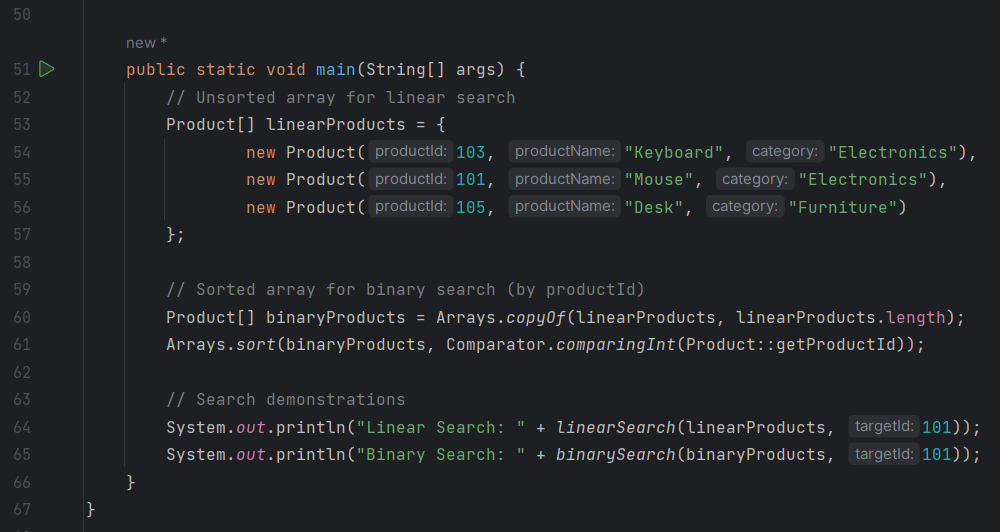 50
new *
51 public static void main(String[] args) {
52 // Unsorted array for linear search
53 Product[] linearProducts = {
54 new Product( productId: 103, productName: "Keyboard", category: "Electronics"),
55 new Product( productId: 101, productName: "Mouse", category: "Electronics"),
56 new Product( productId: 105, productName: "Desk", category: "Furniture")
57 };
58
59 // Sorted array for binary search (by productId)
60 Product[] binaryProducts = Arrays.copyOf(linearProducts, linearProducts.length);
61 Arrays.sort(binaryProducts, Comparator.comparingInt(Product::getProductId));
62
63 // Search demonstrations
64 System.out.println("Linear Search: " + linearSearch(linearProducts, targetId: 101));
65 System.out.println("Binary Search: " + binarySearch(binaryProducts, targetId: 101));
66 }
67 }